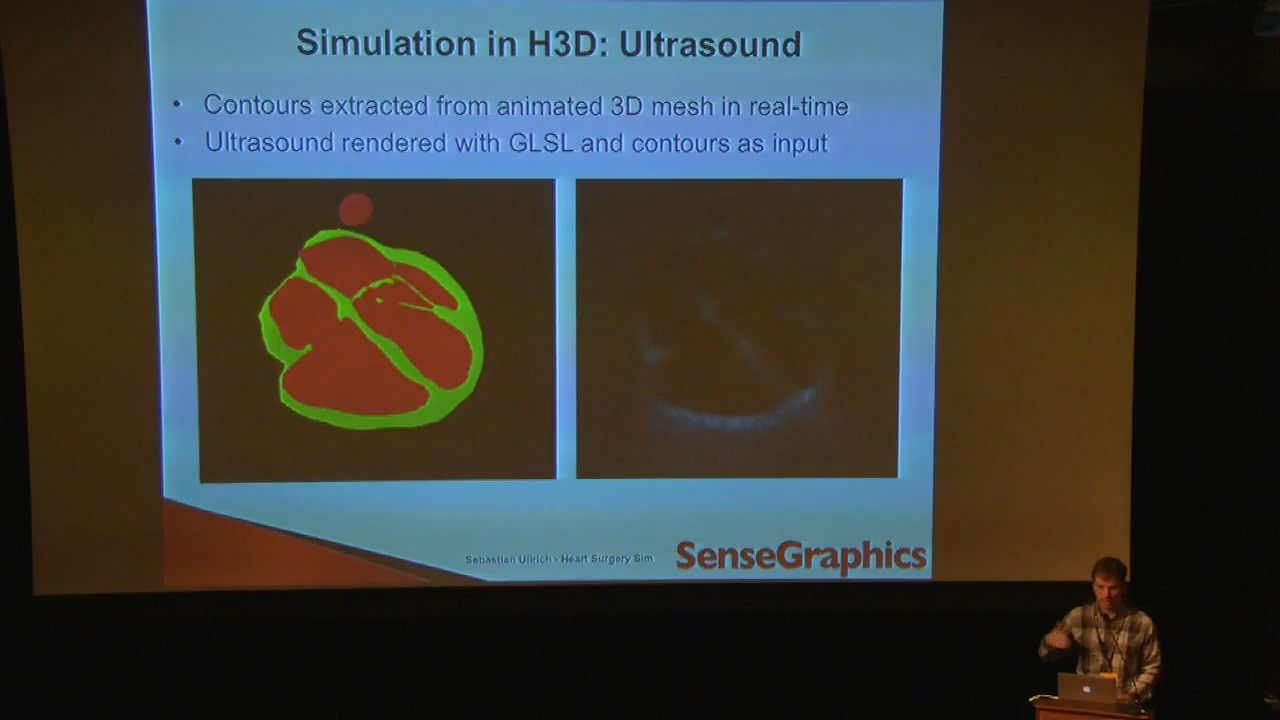 Simulation in H3D: Ultrasound
• Contours extracted from animated 3D mesh in real-time
• Ultrasound rendered with GLSL and contours as input
Sebastian Ullrich - Heart Surgery Sim
SenseGraphics